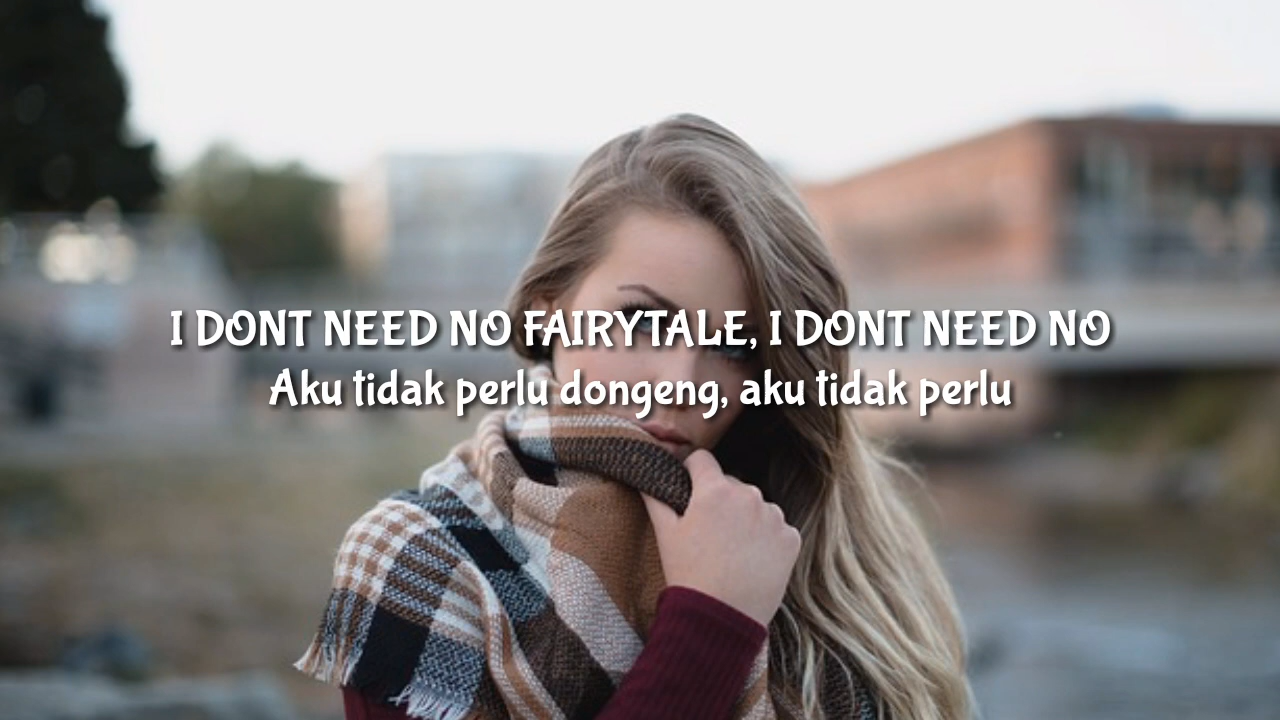 I DONT NEED NO FAIRYTALE, I DONT NEED NO
Aku tidak perlu dongeng, aku tidak perlu